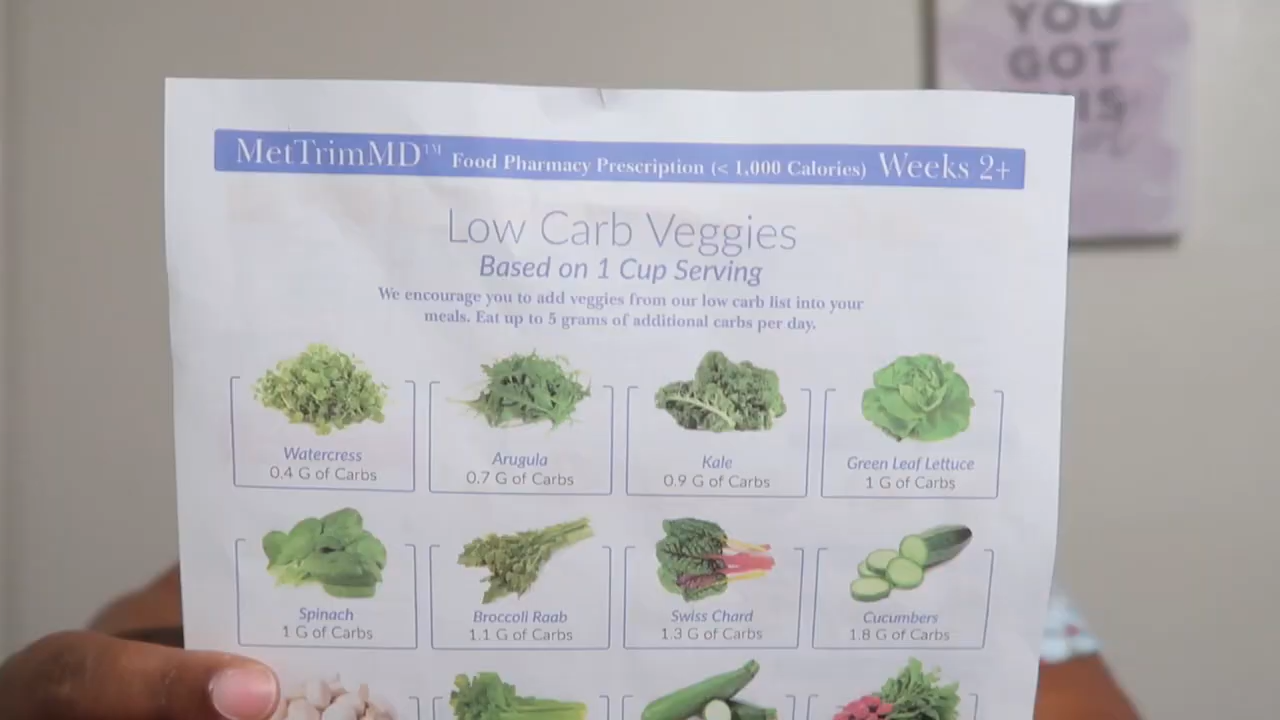 YOU
GOT
MetTrimMD™ Food Pharmacy Prescription (< 1,000 Calories) Weeks 2+
Low Carb Veggies
Based on 1 Cup Serving
We encourage you to add veggies from our low carb list into your
meals. Eat up to 5 grams of additional carbs per day.
Watercress
0.4 G of Carbs
Arugula
0.7 G of Carbs
Kale
0.9 G of Carbs
Green Leaf Lettuce
1 G of Carbs
Spinach
1 G of Carbs
Broccoli Raab
1.1 G of Carbs
Swiss Chard
1.3 G of Carbs
Cucumbers
1.8 G of Carbs